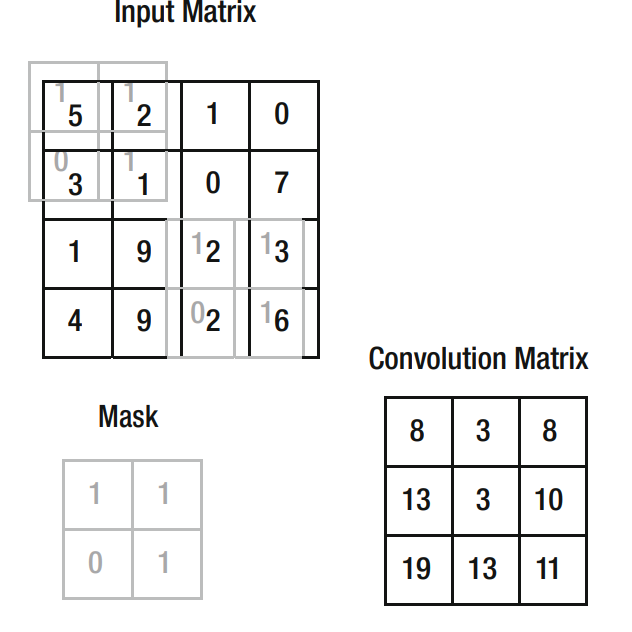 Input Matrix
1 5 1 2 1 0
0 3 1 1 0 7
1 9 1 2 1 3
4 9 0 2 1 6
Convolution Matrix
Mask
8 3 8
1 1
13 3 10
0 1
19 13 11